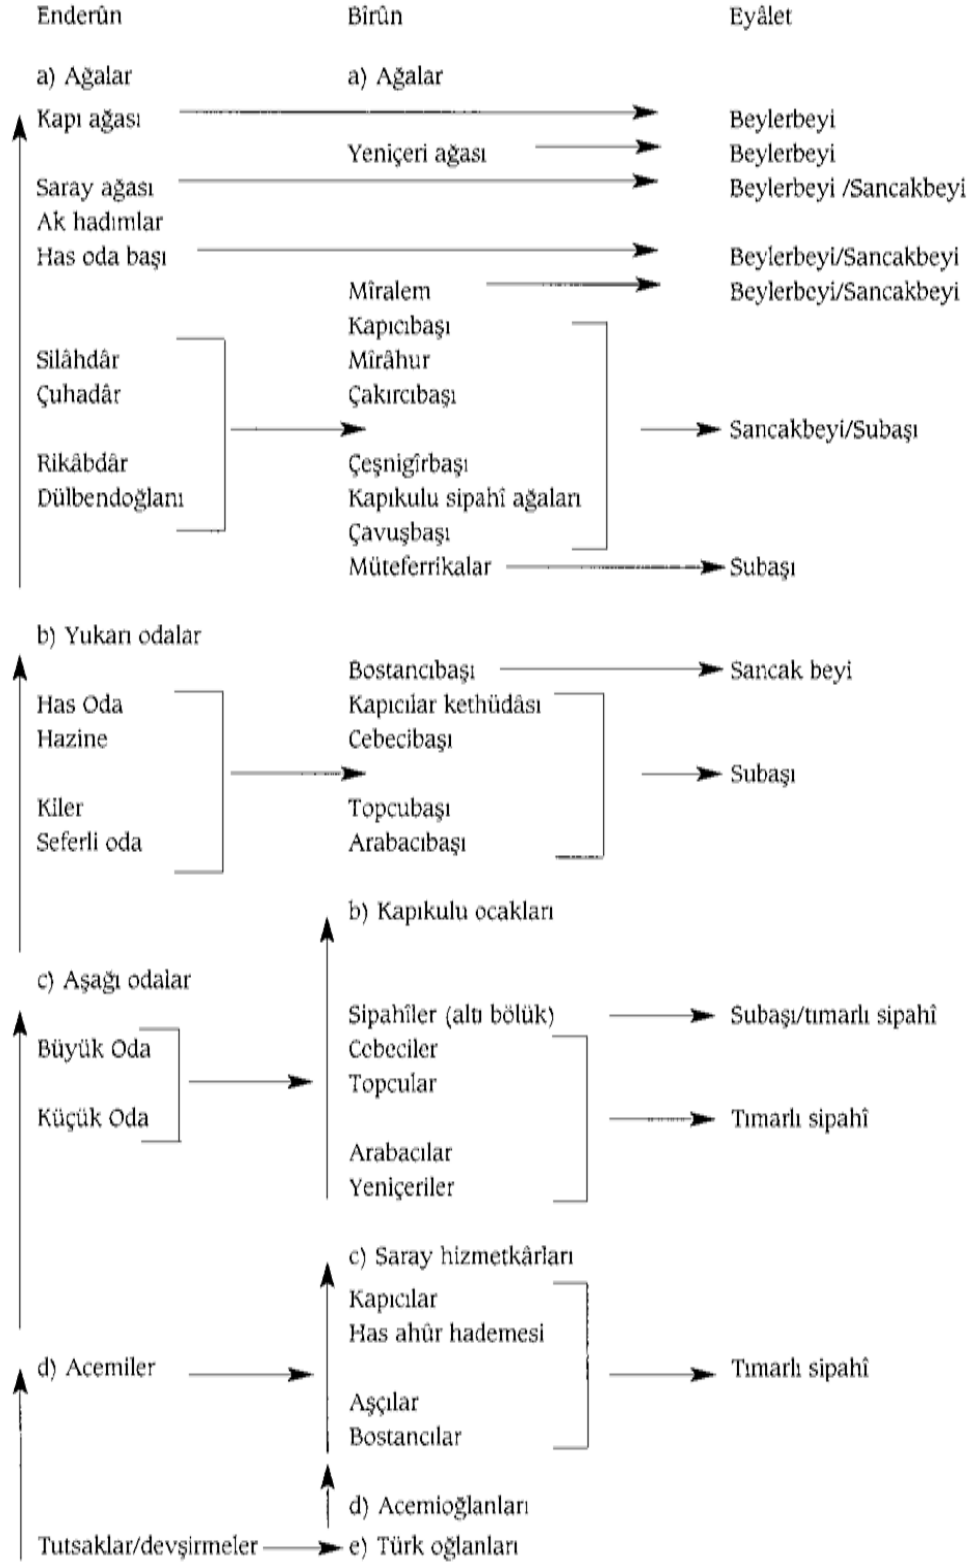 Enderûn Bîrûn Eyâlet
a) Ağalar a) Ağalar
Kapı ağası Beylerbeyi
Yeniçeri ağası Beylerbeyi
Saray ağası Beylerbeyi /Sancakbeyi
Ak hadımlar
Has oda başı Beylerbeyi/Sancakbeyi
Mîralem Beylerbeyi/Sancakbeyi
Kapıcıbaşı
Silâhdâr Mîrâhur
Çuhadâr Çakırcıbaşı
Sancakbeyi/Subaşı
Rikâbdâr Çeşnigîrbaşı
Dülbendoğlanı Kapıkulu sipahî ağaları
Çavuşbaşı
Müteferrikalar Subaşı
b) Yukarı odalar
Bostancıbaşı Sancak beyi
Has Oda Kapıcılar kethüdâsı
Hazine Cebecibaşı
Subaşı
Kiler Topcubaşı
Seferli oda Arabacıbaşı
b) Kapıkulu ocakları
c) Aşağı odalar
Sipahîler (altı bölük) Subaşı/tımarlı sipahî
Büyük Oda Cebeciler
Topcular
Küçük Oda Tımarlı sipahî
Arabacılar
Yeniçeriler
c) Saray hizmetkârları
Kapıcılar
Has ahûr hademesi
d) Acemiler Tımarlı sipahî
Aşçılar
Bostancılar
d) Acemioğlanları
Tutsaklar/devşirmeler e) Türk oğlanları